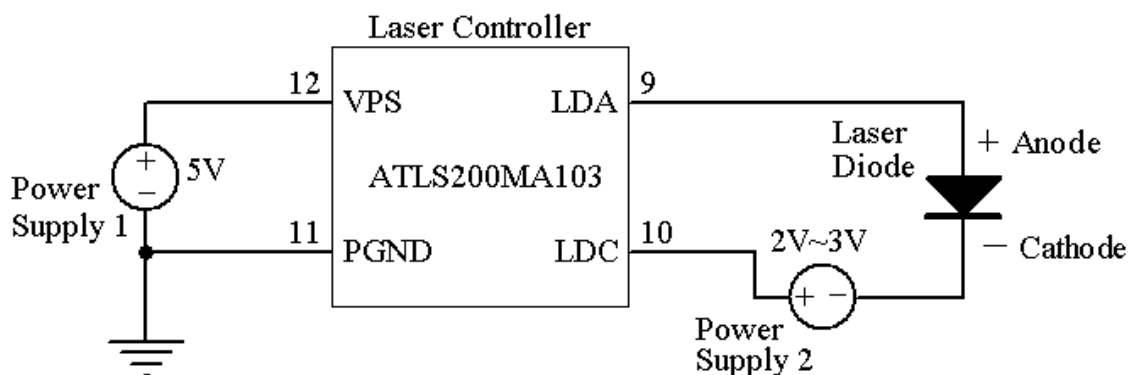 Laser Controller
12
VPS
LDA
9
5V
Power
Supply 1
ATLS200MA103
Laser
Diode
+ Anode
11
PGND
LDC
10
2V~3V
− Cathode
+
−
+ −
Power
Supply 2